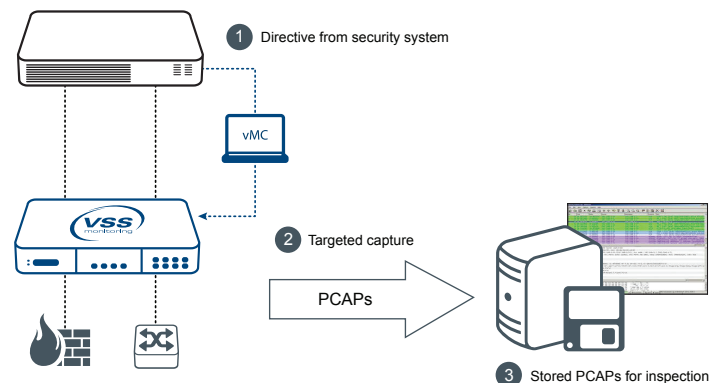 1 Directive from security system
vMC
VSS
monitoring
2 Targeted capture
PCAPs
3 Stored PCAPs for inspection